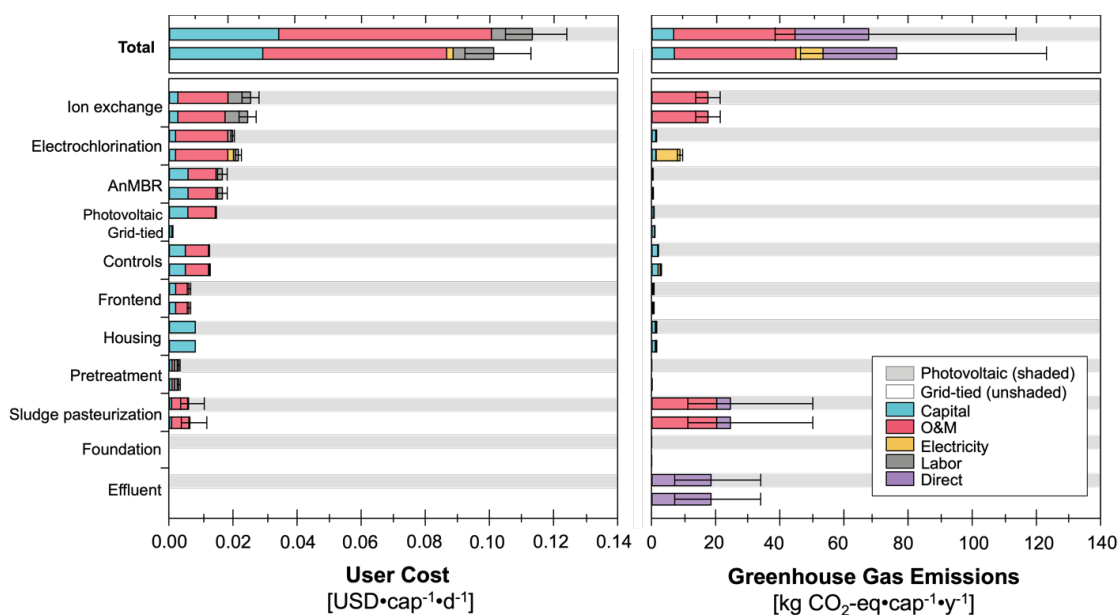 Total
Ion exchange
Electrochlorination
AnMBR
Photovoltaic
Grid-tied
Controls
Frontend
Housing
Pretreatment
Sludge pasteurization
Foundation
Effluent
0.00 0.02 0.04 0.06 0.08 0.10 0.12 0.14
User Cost
[USD•cap⁻¹•d⁻¹]
Photovoltaic (shaded)
Grid-tied (unshaded)
Capital
O&M
Electricity
Labor
Direct
0 20 40 60 80 100 120 140
Greenhouse Gas Emissions
[kg CO₂-eq•cap⁻¹•y⁻¹]